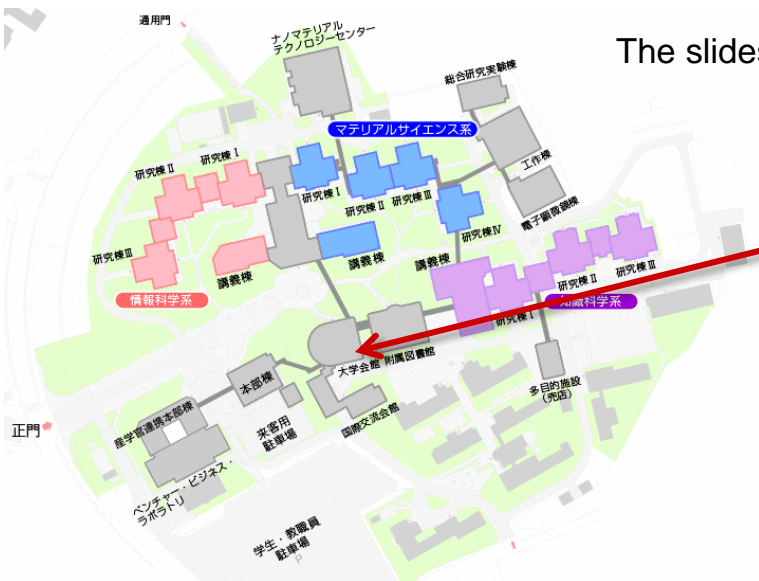 通用門
ナノマテリアル
テクノロジーセンター
The slides
総合研究実験棟
マテリアルサイエンス系
工作棟
研究棟 Ⅰ
研究棟 Ⅱ
研究棟 Ⅰ
研究棟 Ⅱ
研究棟 Ⅲ
電子顕微鏡棟
研究棟Ⅳ
研究棟Ⅲ
講義棟
講義棟
講義棟
研究棟 Ⅱ
研究棟 Ⅲ
情報科学系
知識科学系
研究棟 Ⅰ
大学会館
附属図書館
本部棟
多目的施設
(売店)
国際交流会館
正門
産学官連携本部棟
来客用
駐車場
ベンチャー・ビジネス・
ラボラトリ
学生・教職員
駐車場
P